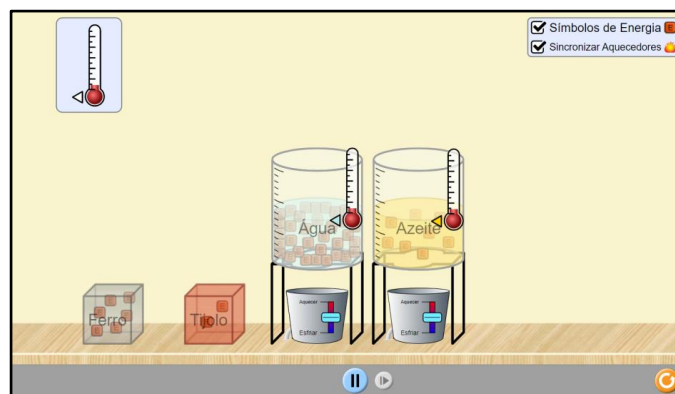 Símbolos de Energia E
Sincronizar Aquecedores
Água
Azeite
Ferro
Tijolo
Aquecer
Esfriar
Aquecer
Esfriar